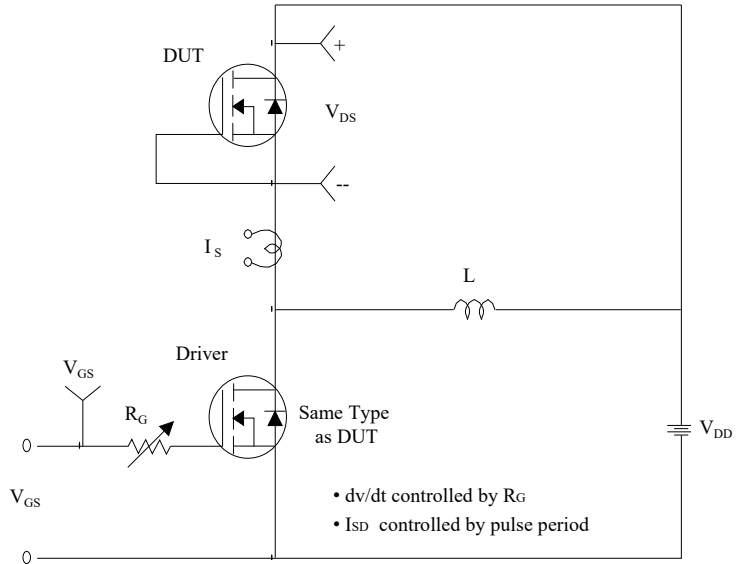 +
DUT
VDS
--
IS
L
Driver
VGS
RG
Same Type
as DUT
VDD
VGS
• dv/dt controlled by RG
• ISD controlled by pulse period